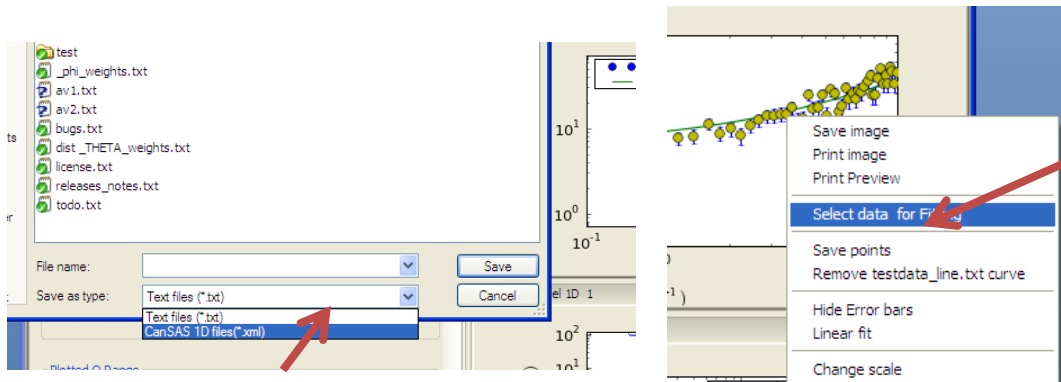 test
_phi_weights.txt
av1.txt
av2.txt
bugs.txt
dist _THETA_weights.txt
license.txt
releases_notes.txt
todo.txt
ts
er
File name:
Save
Save as type:
Text files (*.txt)
Cancel
Text files (*.txt)
CanSAS 1D files(*.xml)
10^1
10^0
10^-1
el 1D 1
10^2
10^1
Save image
Print image
Print Preview
Select data for Fitting
Save points
Remove testdata_line.txt curve
Hide Error bars
Linear fit
Change scale
-1 )